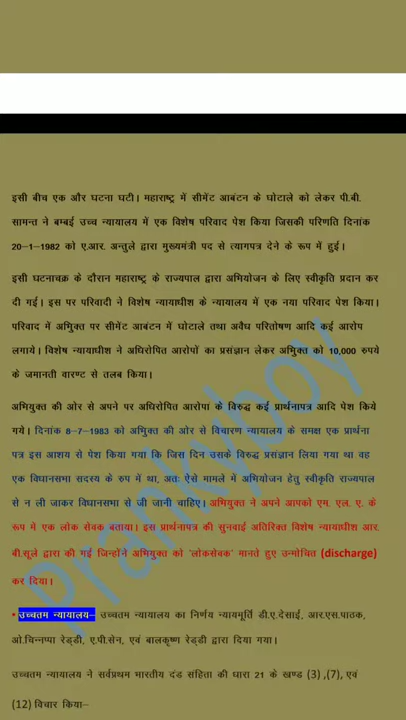 इसी बीच एक और घटना घटी। महाराष्ट्र में सीमेंट आबंटन के घोटाले को लेकर पी.बी.
सामन्त ने बम्बई उच्च न्यायालय में एक विशेष परिवाद पेश किया जिसकी परिणति दिनांक
20-1-1982 को ए.आर. अन्तुले द्वारा मुख्यमंत्री पद से त्यागपत्र देने के रूप में हुई।
इसी घटनाचक्र के दौरान महाराष्ट्र के राज्यपाल द्वारा अभियोजन के लिए स्वीकृति प्रदान कर
दी गई। इस पर परिवादी ने विशेष न्यायाधीश के न्यायालय में एक नया परिवाद पेश किया।
परिवाद में अभिुक्त पर सीमेंट आबंटन में घोटाले तथा अवैध परितोषण आदि कई आरोप
लगाये। विशेष न्यायाधीश ने अधिरोपित आरोपों का प्रसंज्ञान लेकर अभिुक्त को 10,000 रुपये
के जमानती वारण्ट से तलब किया।
अभियुक्त की ओर से अपने पर अधिरोपित आरोपों के विरुद्ध कई प्रार्थनापत्र आदि पेश किये
गये। दिनांक 8-7-1983 को अभिुक्त की ओर से विचारण न्यायालय के समक्ष एक प्रार्थना
पत्र इस आशय से पेश किया गया कि जिस दिन उसके विरुद्ध प्रसंज्ञान लिया गया था वह
एक विधानसभा सदस्य के रुप में था, अतः ऐसे मामले में अभियोजन हेतु स्वीकृति राज्यपाल
से न ली जाकर विधानसभा से ली जानी चाहिए। अभियुक्त ने अपने आपको एम. एल. ए. के
रूप में एक लोक सेवक बताया। इस प्रार्थनापत्र की सुनवाई अतिरिक्त विशेष न्यायाधीश आर.
बी.सूले द्वारा की गई जिन्होंने अभियुक्त को 'लोकसेवक' मानते हुए उन्मोचित (discharge)
कर दिया।
• उच्चतम न्यायालय– उच्चतम न्यायालय का निर्णय न्यायमूर्ति डी.ए.देसाई, आर.एस.पाठक,
ओ.चिन्नप्पा रेड्डी, ए.पी.सेन, एवं बालकृष्ण रेड्डी द्वारा दिया गया।
उच्चतम न्यायालय ने सर्वप्रथम भारतीय दंड संहिता की धारा 21 के खण्ड (3) ,(7), एवं
(12) विचार किया–
Prankyboy